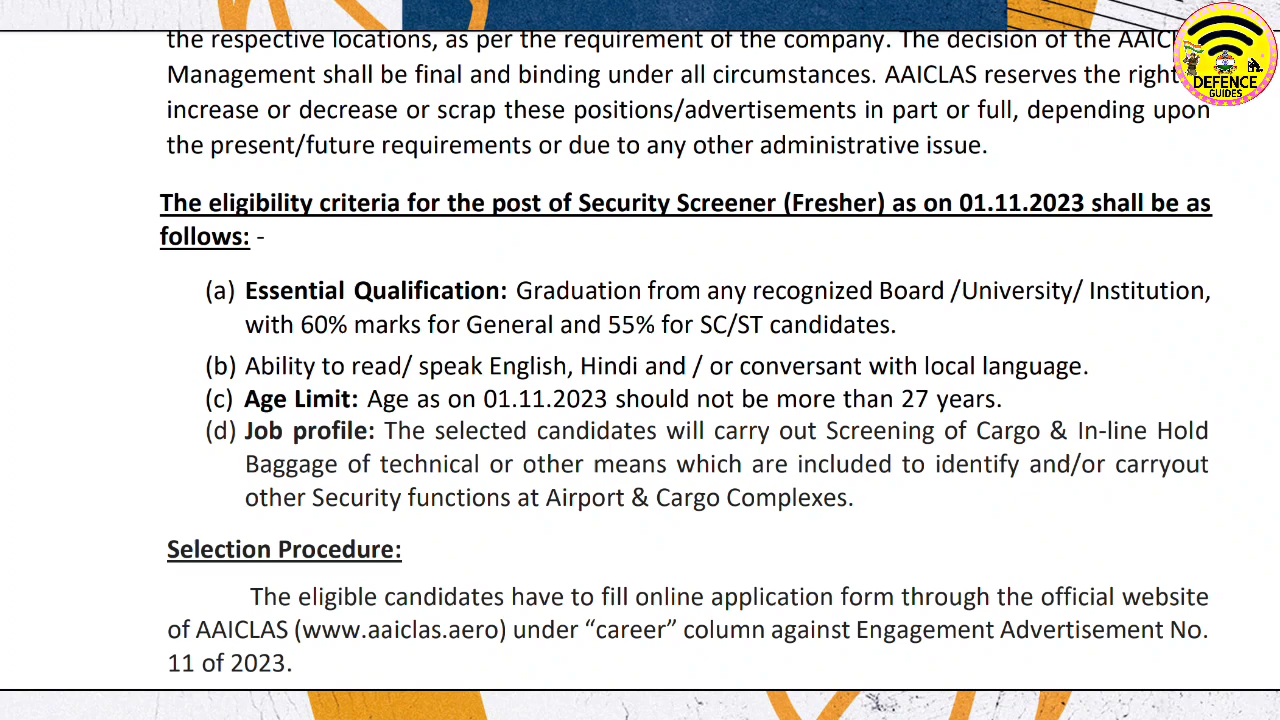 the respective locations, as per the requirement of the company. The decision of the AAICL
Management shall be final and binding under all circumstances. AAICLAS reserves the right
increase or decrease or scrap these positions/advertisements in part or full, depending upon
the present/future requirements or due to any other administrative issue.
DEFENCE
GUIDES
The eligibility criteria for the post of Security Screener (Fresher) as on 01.11.2023 shall be as
follows: -
(a) Essential Qualification: Graduation from any recognized Board /University/ Institution,
with 60% marks for General and 55% for SC/ST candidates.
(b) Ability to read/ speak English, Hindi and / or conversant with local language.
(c) Age Limit: Age as on 01.11.2023 should not be more than 27 years.
(d) Job profile: The selected candidates will carry out Screening of Cargo & In-line Hold
Baggage of technical or other means which are included to identify and/or carryout
other Security functions at Airport & Cargo Complexes.
Selection Procedure:
The eligible candidates have to fill online application form through the official website
of AAICLAS (www.aaiclas.aero) under “career” column against Engagement Advertisement No.
11 of 2023.